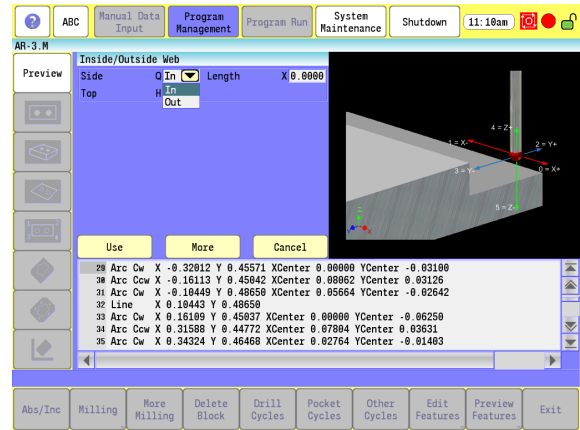 ?
ABC
Manual Data Input
Program Management
Program Run
System Maintenance
Shutdown
11:10am
AR-3.M
Preview
Inside/Outside Web
Side Q In Length X 0.0000
Top H
In
Out
4 = Z+
1 = X-
2 = Y+
3 = Y-
0 = X+
5 = Z-
Z
Y
X
Use More Cancel
29 Arc Cw X -0.32012 Y 0.45571 XCenter 0.00000 YCenter -0.03100
30 Arc Ccw X -0.16113 Y 0.45042 XCenter 0.08062 YCenter 0.03126
31 Arc Cw X -0.10449 Y 0.48650 XCenter 0.05664 YCenter -0.02642
32 Line X 0.10443 Y 0.48650
33 Arc Cw X 0.16109 Y 0.45037 XCenter 0.00000 YCenter -0.06250
34 Arc Ccw X 0.31588 Y 0.44772 XCenter 0.07804 YCenter 0.03631
35 Arc Cw X 0.34324 Y 0.46468 XCenter 0.02764 YCenter -0.01403
Abs/Inc
Milling
More Milling
Delete Block
Drill Cycles
Pocket Cycles
Other Cycles
Edit Features
Preview Features
Exit